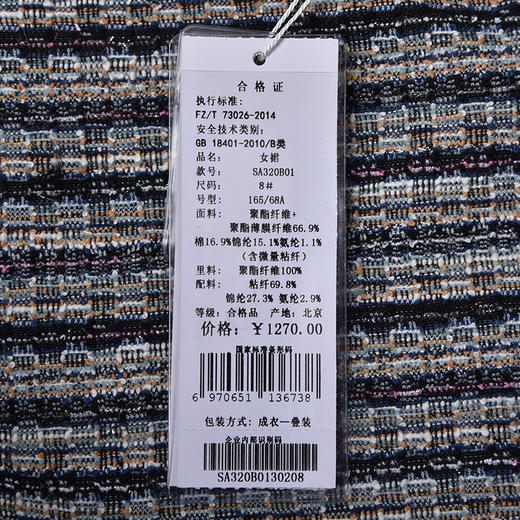 合格证
执行标准:
FZ/T 73026-2014
安全技术类别:
GB 18401-2010/B类
品名: 女裙
款号: SA320B01
尺码: 8#
号型: 165/68A
面料: 聚酯纤维+
聚酯薄膜纤维66.9%
棉16.9%锦纶15.1%氨纶1.1%
(含微量粘纤)
里料: 聚酯纤维100%
配料: 粘纤69.8%
锦纶27.3% 氨纶2.9%
等级: 合格品 产地: 北京
价格: ¥1270.00
国家标准条形码
6 970651 136738
包装方式: 成衣一叠装
企业内部识别码
SA320B0130208